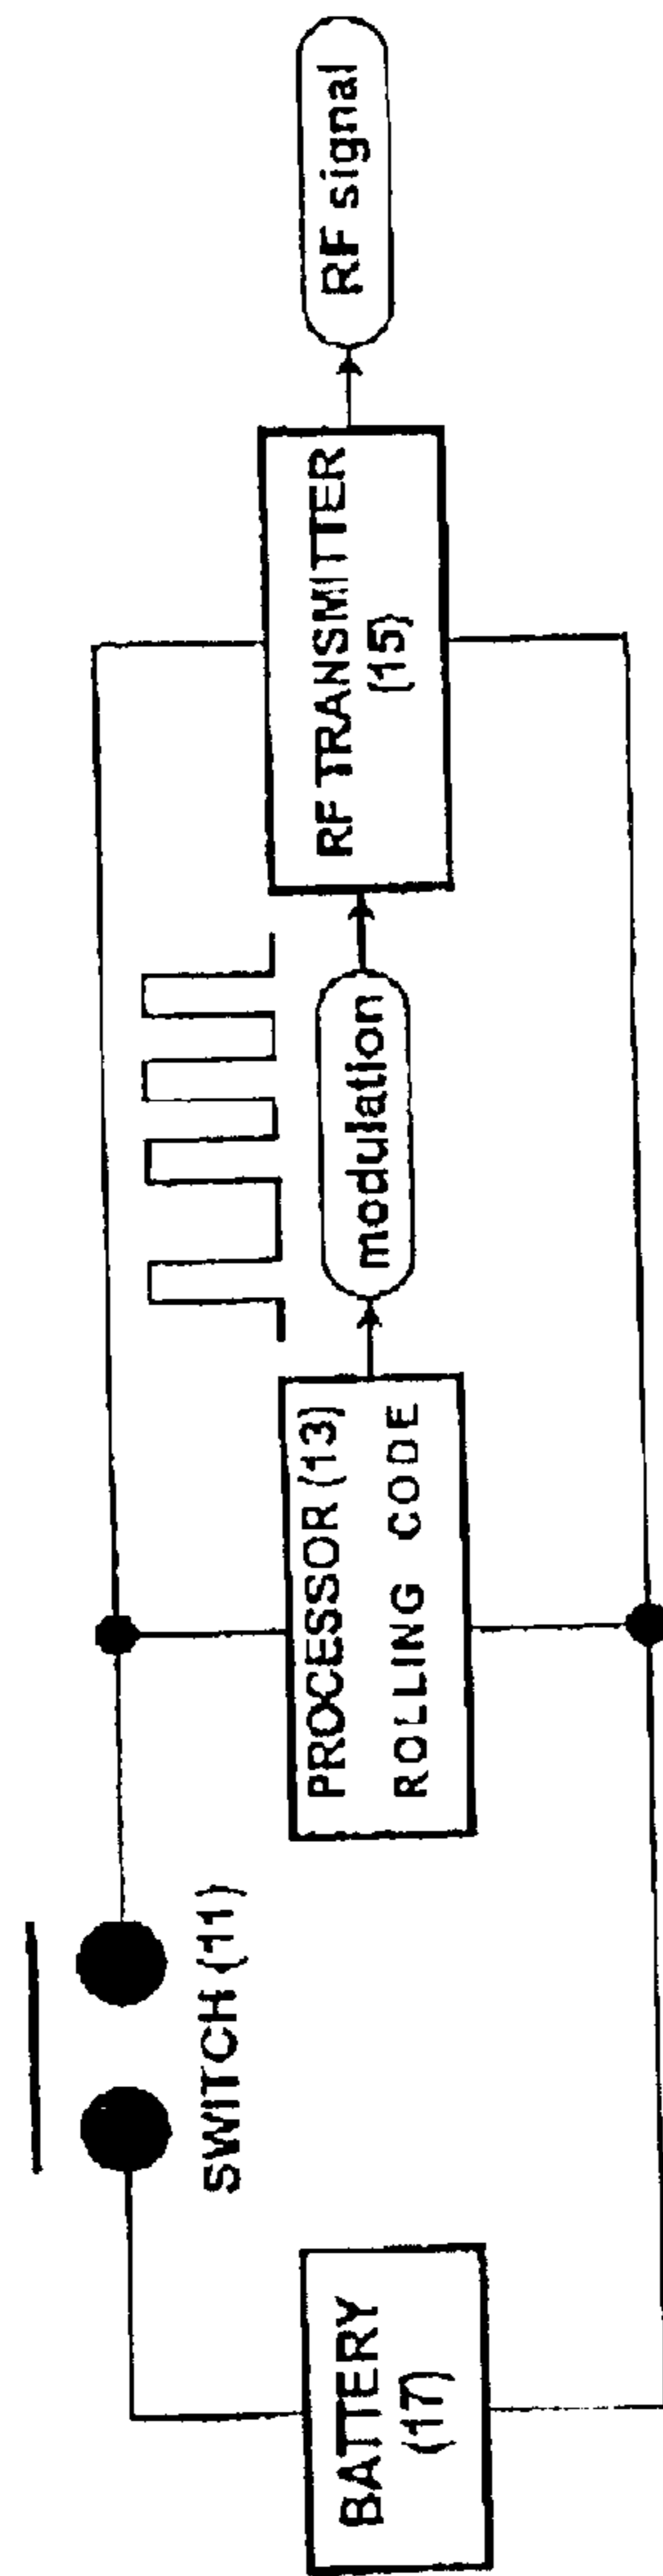 BATTERY
(17)
SWITCH (11)
PROCESSOR (13)
ROLLING CODE
modulation
RF TRANSMITTER
(15)
RF signal